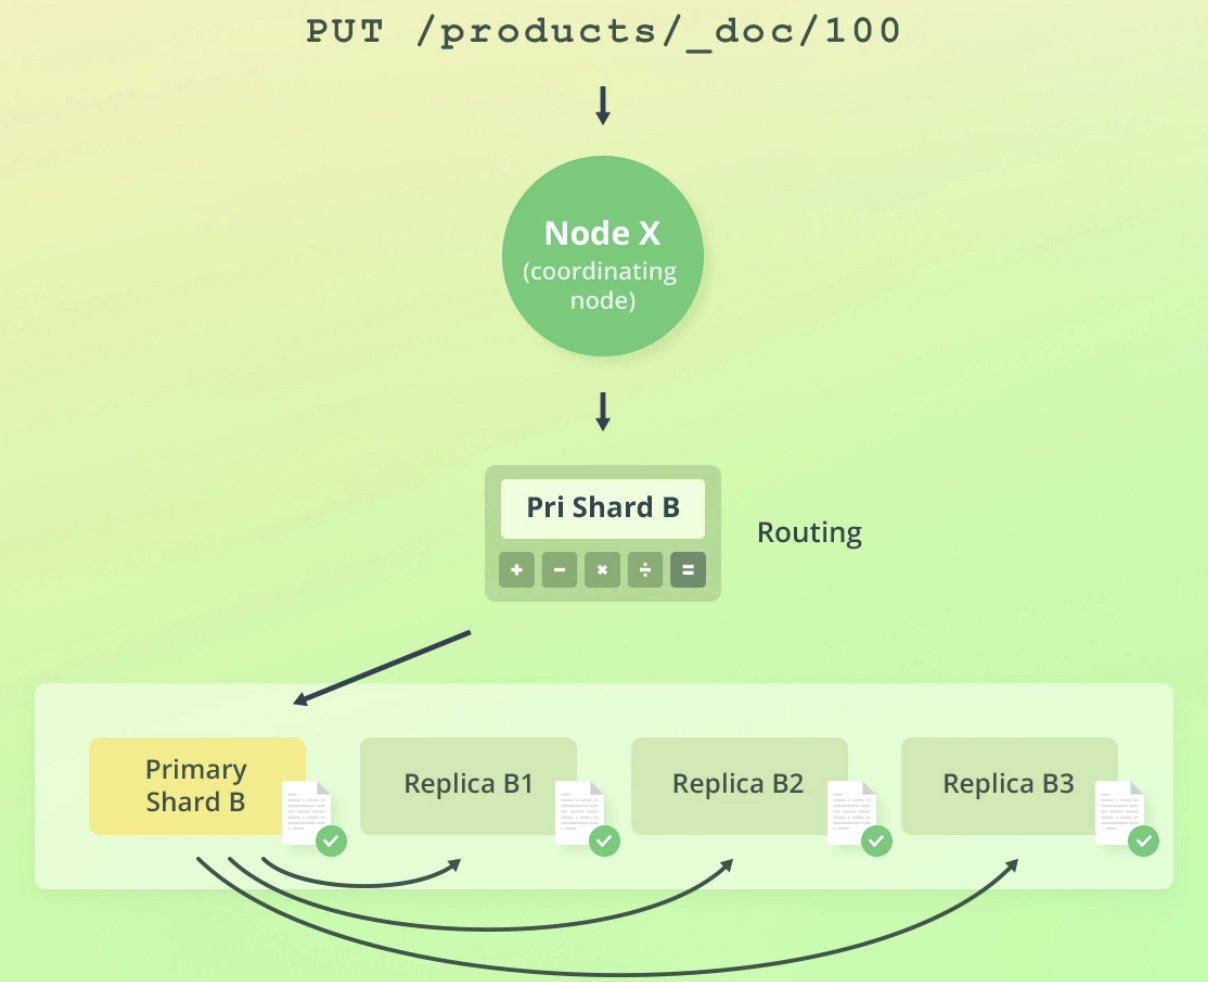 PUT /products/_doc/100
Node X
(coordinating
node)
Pri Shard B
Routing
+ − × ÷ =
Primary
Shard B
Replica B1
Replica B2
Replica B3